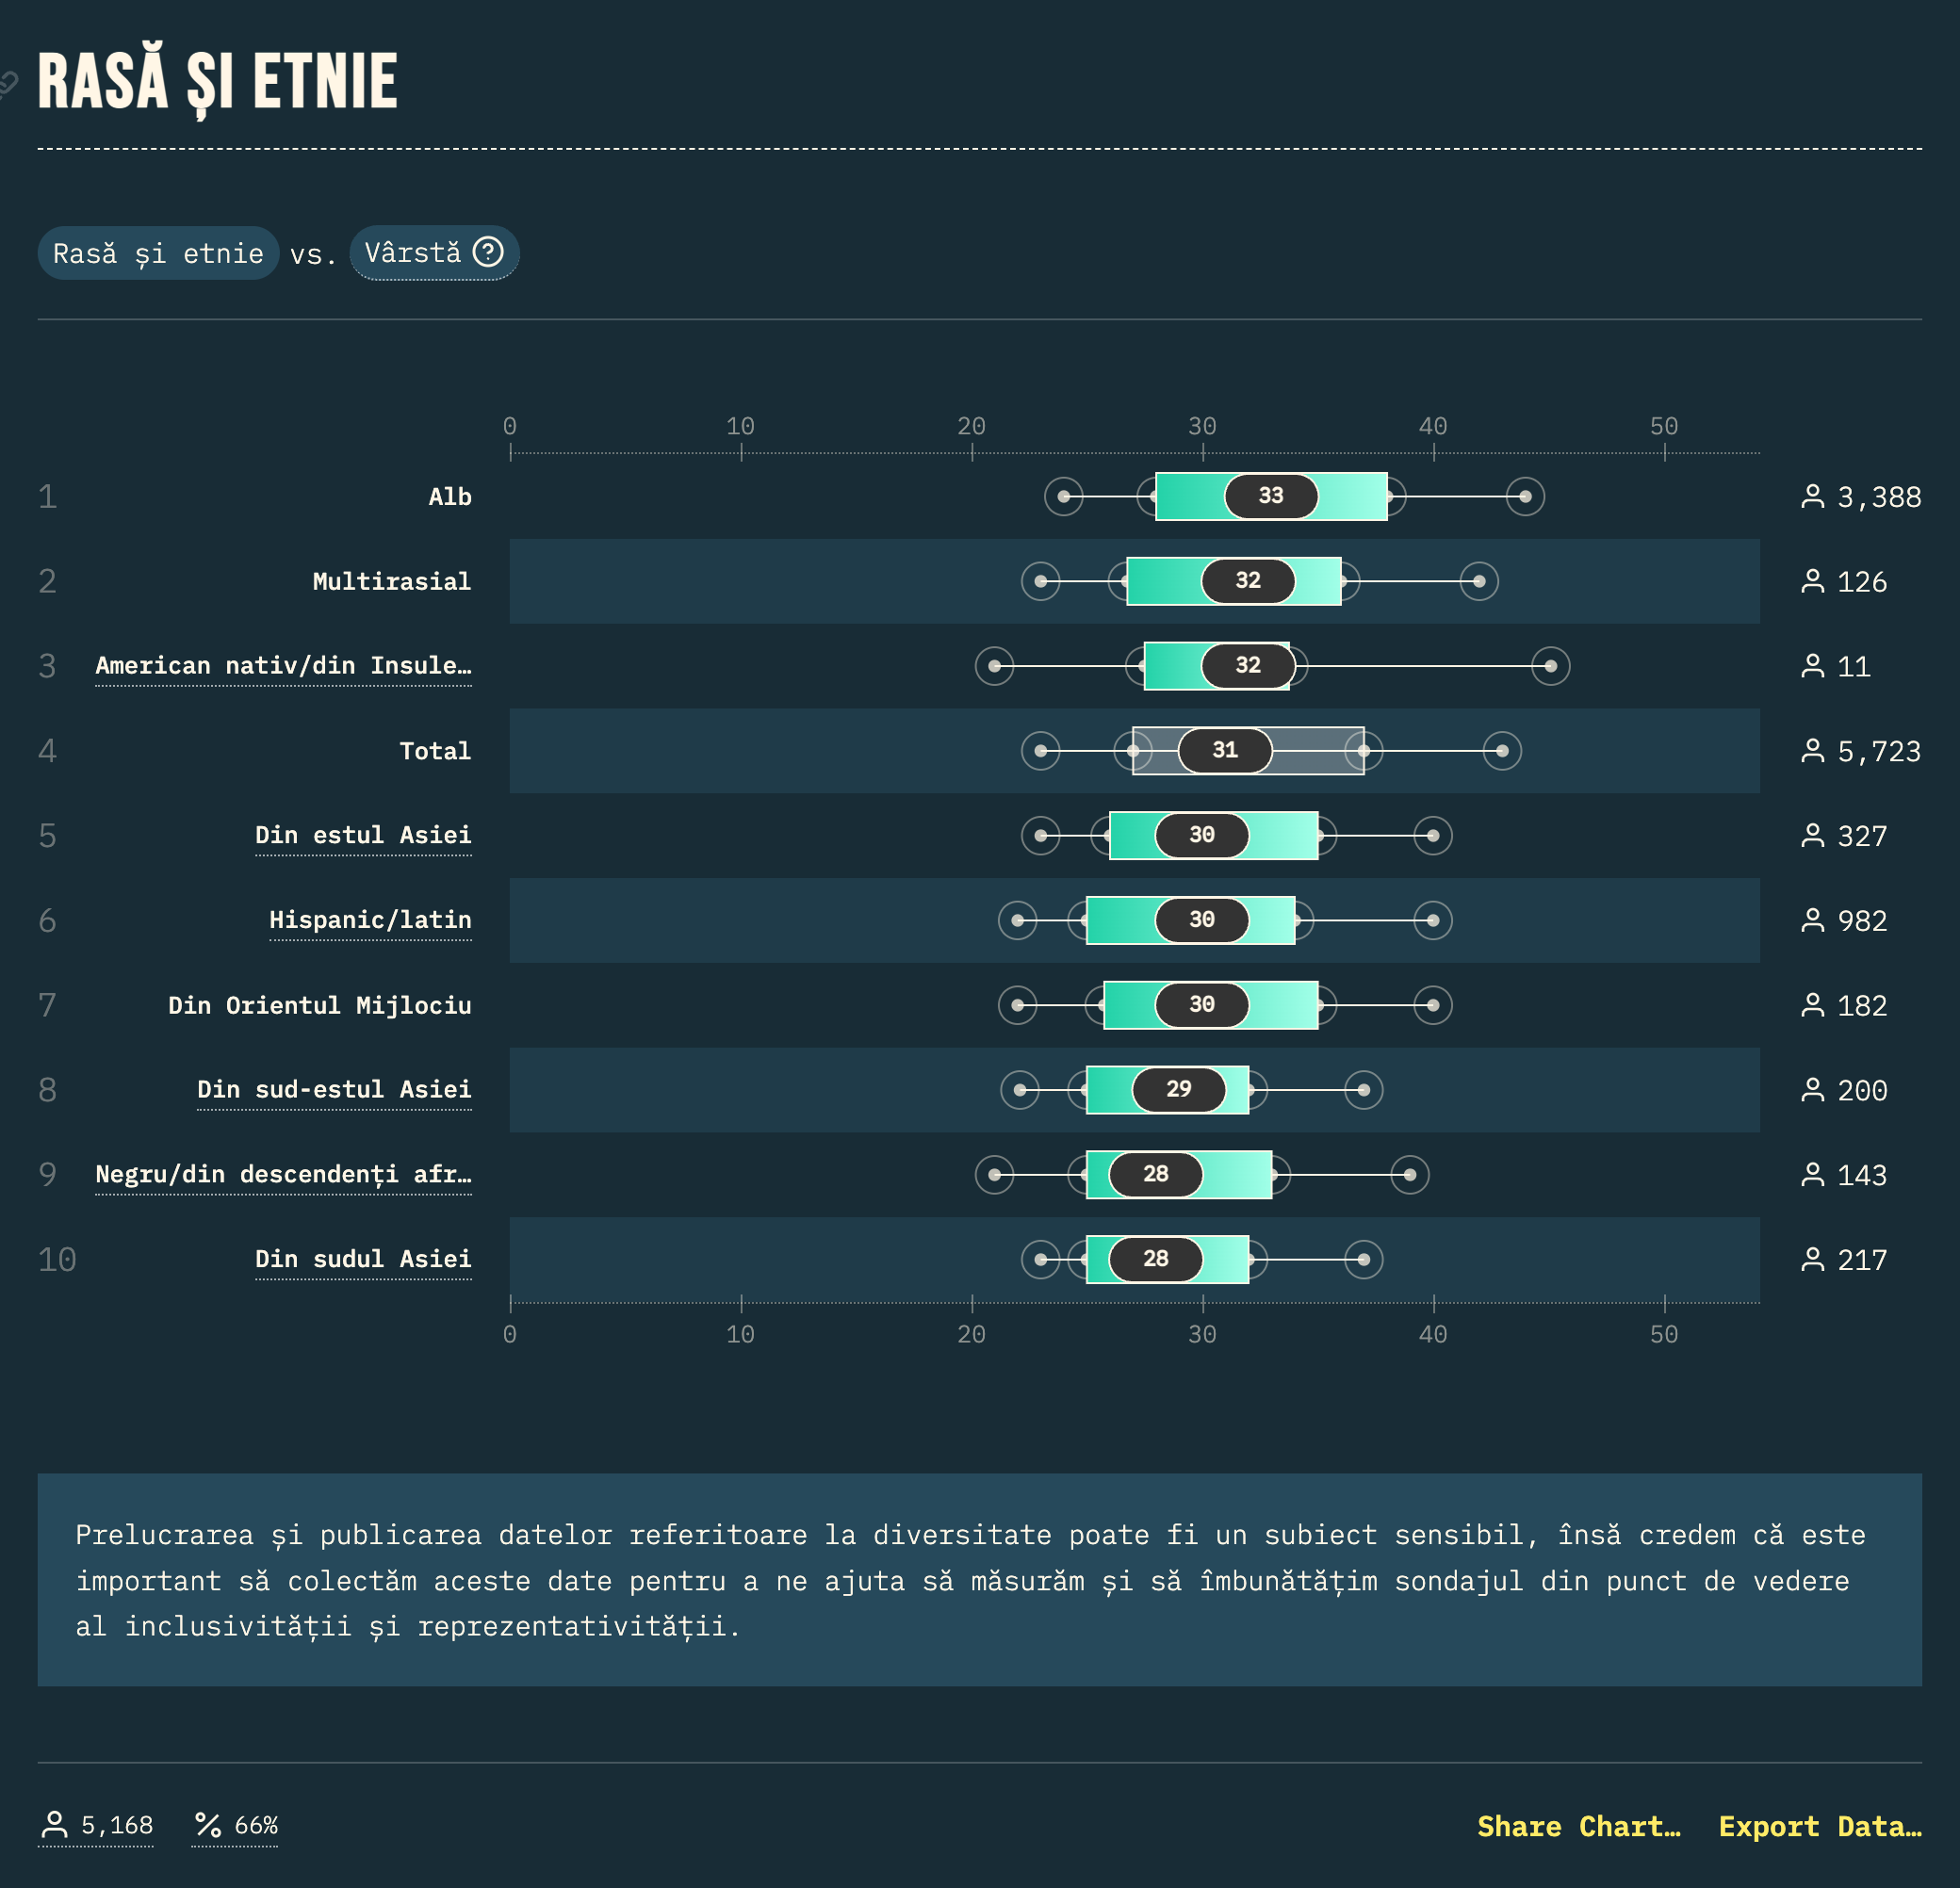 RASĂ ȘI ETNIE
Rasă și etnie vs. Vârstă ?
0 10 20 30 40 50
1 Alb 33 3,388
2 Multirasial 32 126
3 American nativ/din Insule… 32 11
4 Total 31 5,723
5 Din estul Asiei 30 327
6 Hispanic/latin 30 982
7 Din Orientul Mijlociu 30 182
8 Din sud-estul Asiei 29 200
9 Negru/din descendenți afr… 28 143
10 Din sudul Asiei 28 217
0 10 20 30 40 50
Prelucrarea și publicarea datelor referitoare la diversitate poate fi un subiect sensibil, însă credem că este
important să colectăm aceste date pentru a ne ajuta să măsurăm și să îmbunătățim sondajul din punct de vedere
al inclusivității și reprezentativității.
5,168 % 66% Share Chart… Export Data…